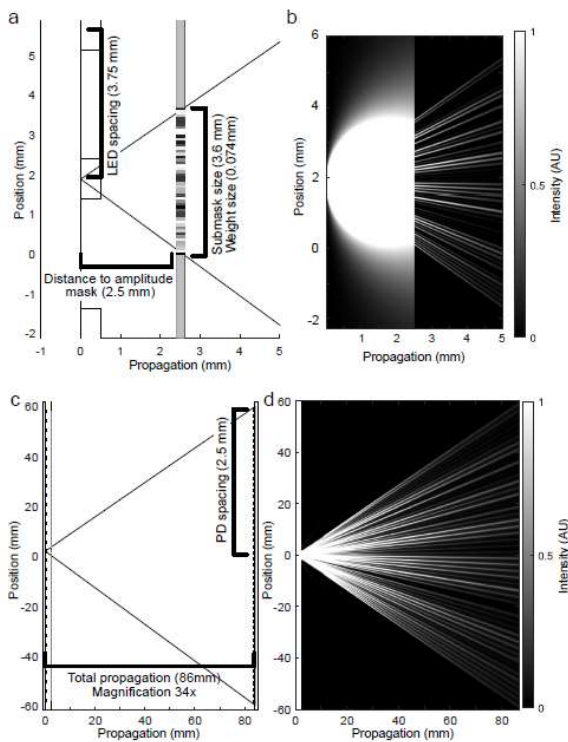 a
LED spacing (3.75 mm)
Submask size (3.6 mm)
Weight size (0.074mm)
Distance to amplitude
mask (2.5 mm)
Position (mm)
5
4
3
2
1
0
-1
-2
-1 0 1 2 3 4 5
Propagation (mm)
b
Position (mm)
6
4
2
0
-2
0 1 2 3 4 5
Propagation (mm)
1
0.5
0
Intensity (AU)
c
PD spacing (2.5 mm)
Total propagation (86mm)
Magnification 34x
Position (mm)
60
40
20
0
-20
-40
-60
0 20 40 60 80
Propagation (mm)
d
Position (mm)
60
40
20
0
-20
-40
-60
0 20 40 60 80
Propagation (mm)
1
0.5
0
Intensity (AU)